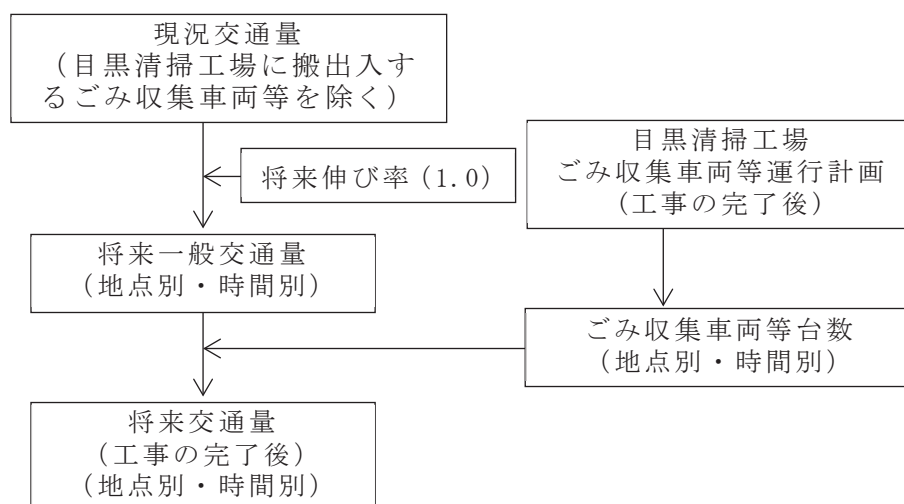 現況交通量
（目黒清掃工場に搬出入す
るごみ収集車両等を除く）
将来伸び率(1.0)
目黒清掃工場
ごみ収集車両等運行計画
(工事の完了後)
将来一般交通量
(地点別・時間別)
ごみ収集車両等台数
(地点別・時間別)
将来交通量
(工事の完了後)
(地点別・時間別)